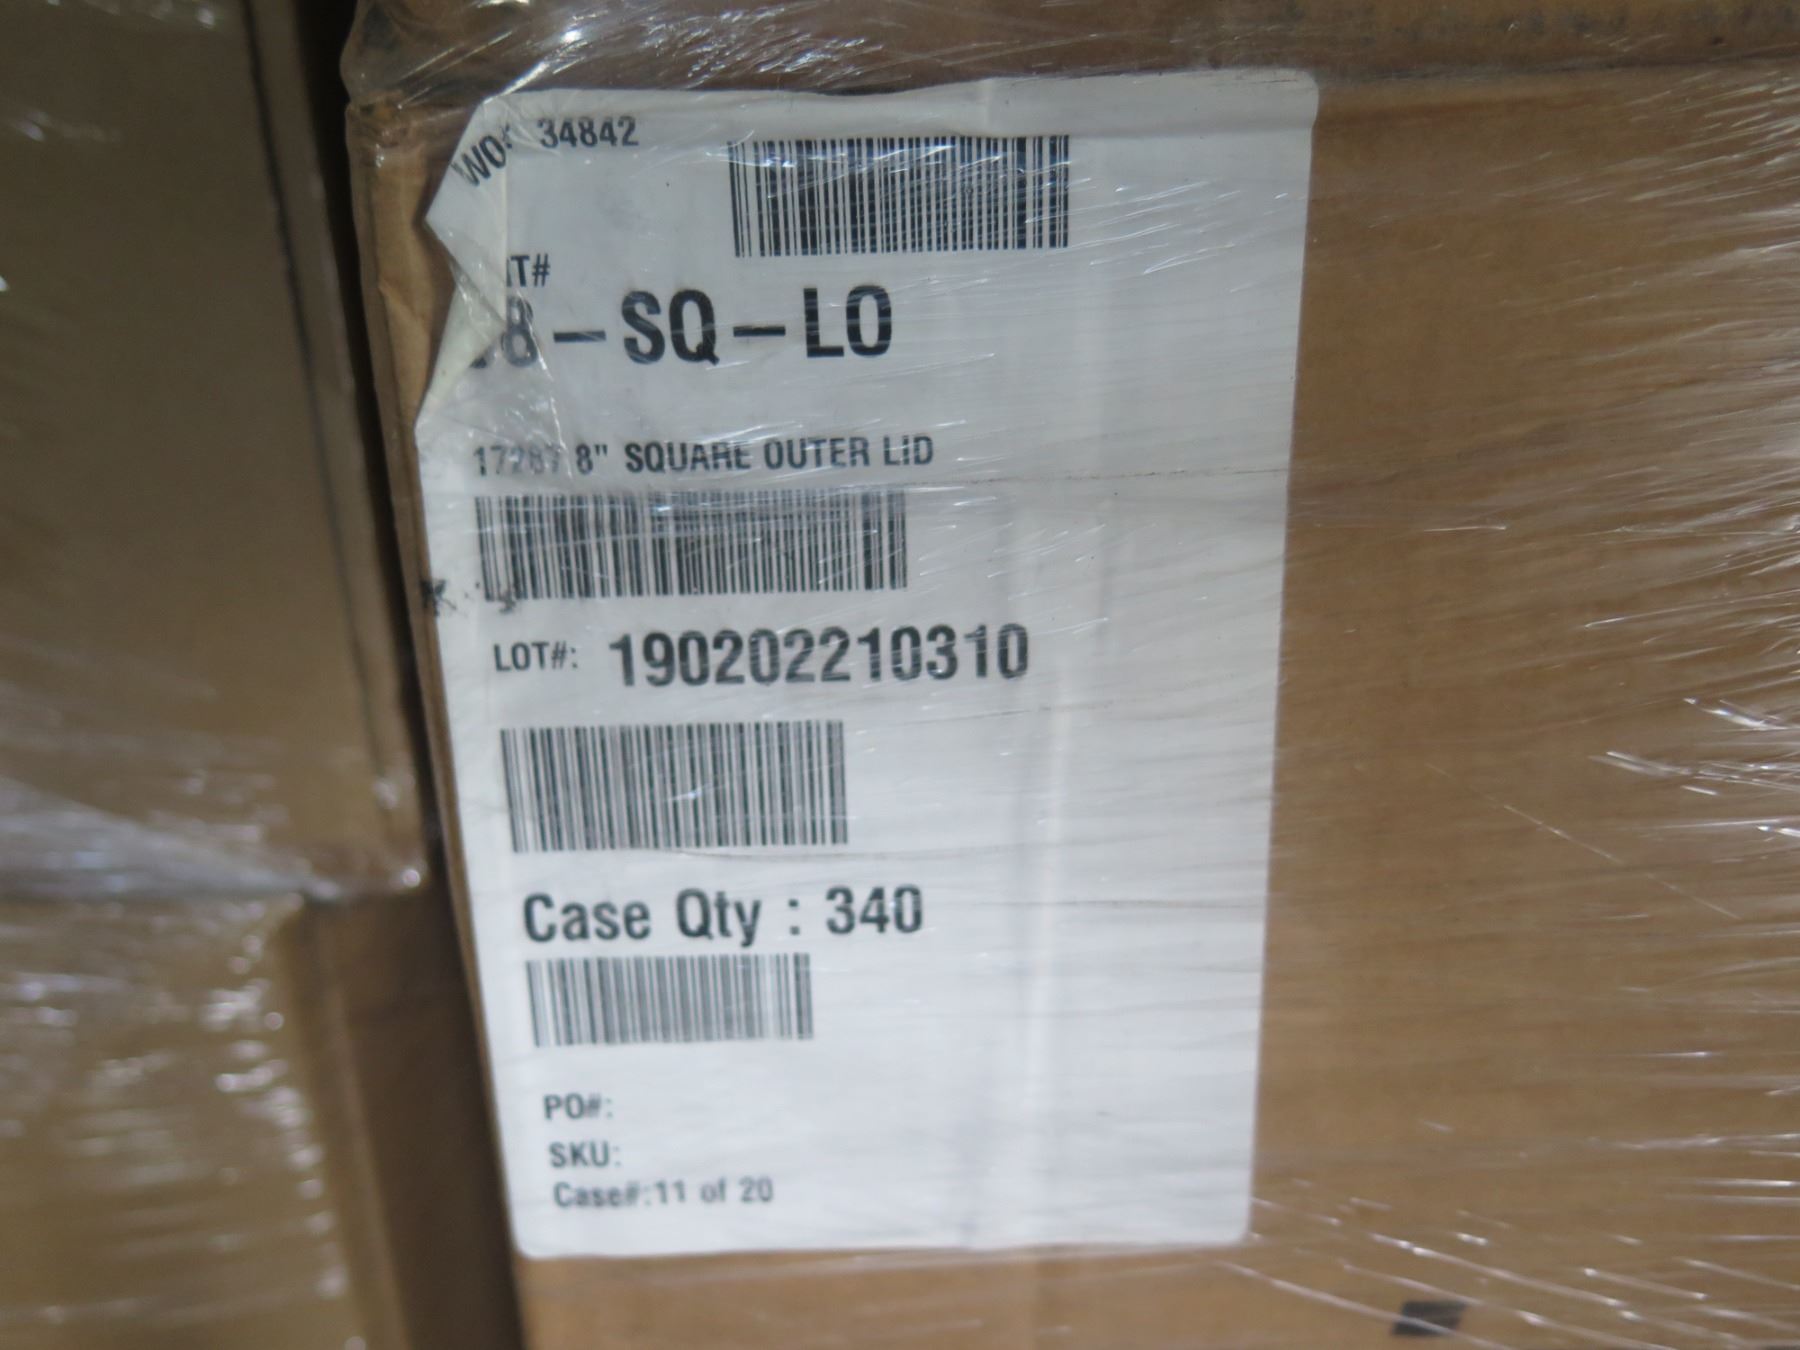 WO# 34842
8-SQ-LO
17287 8" SQUARE OUTER LID
LOT#: 190202210310
Case Qty : 340
PO#:
SKU:
Case#:11 of 20